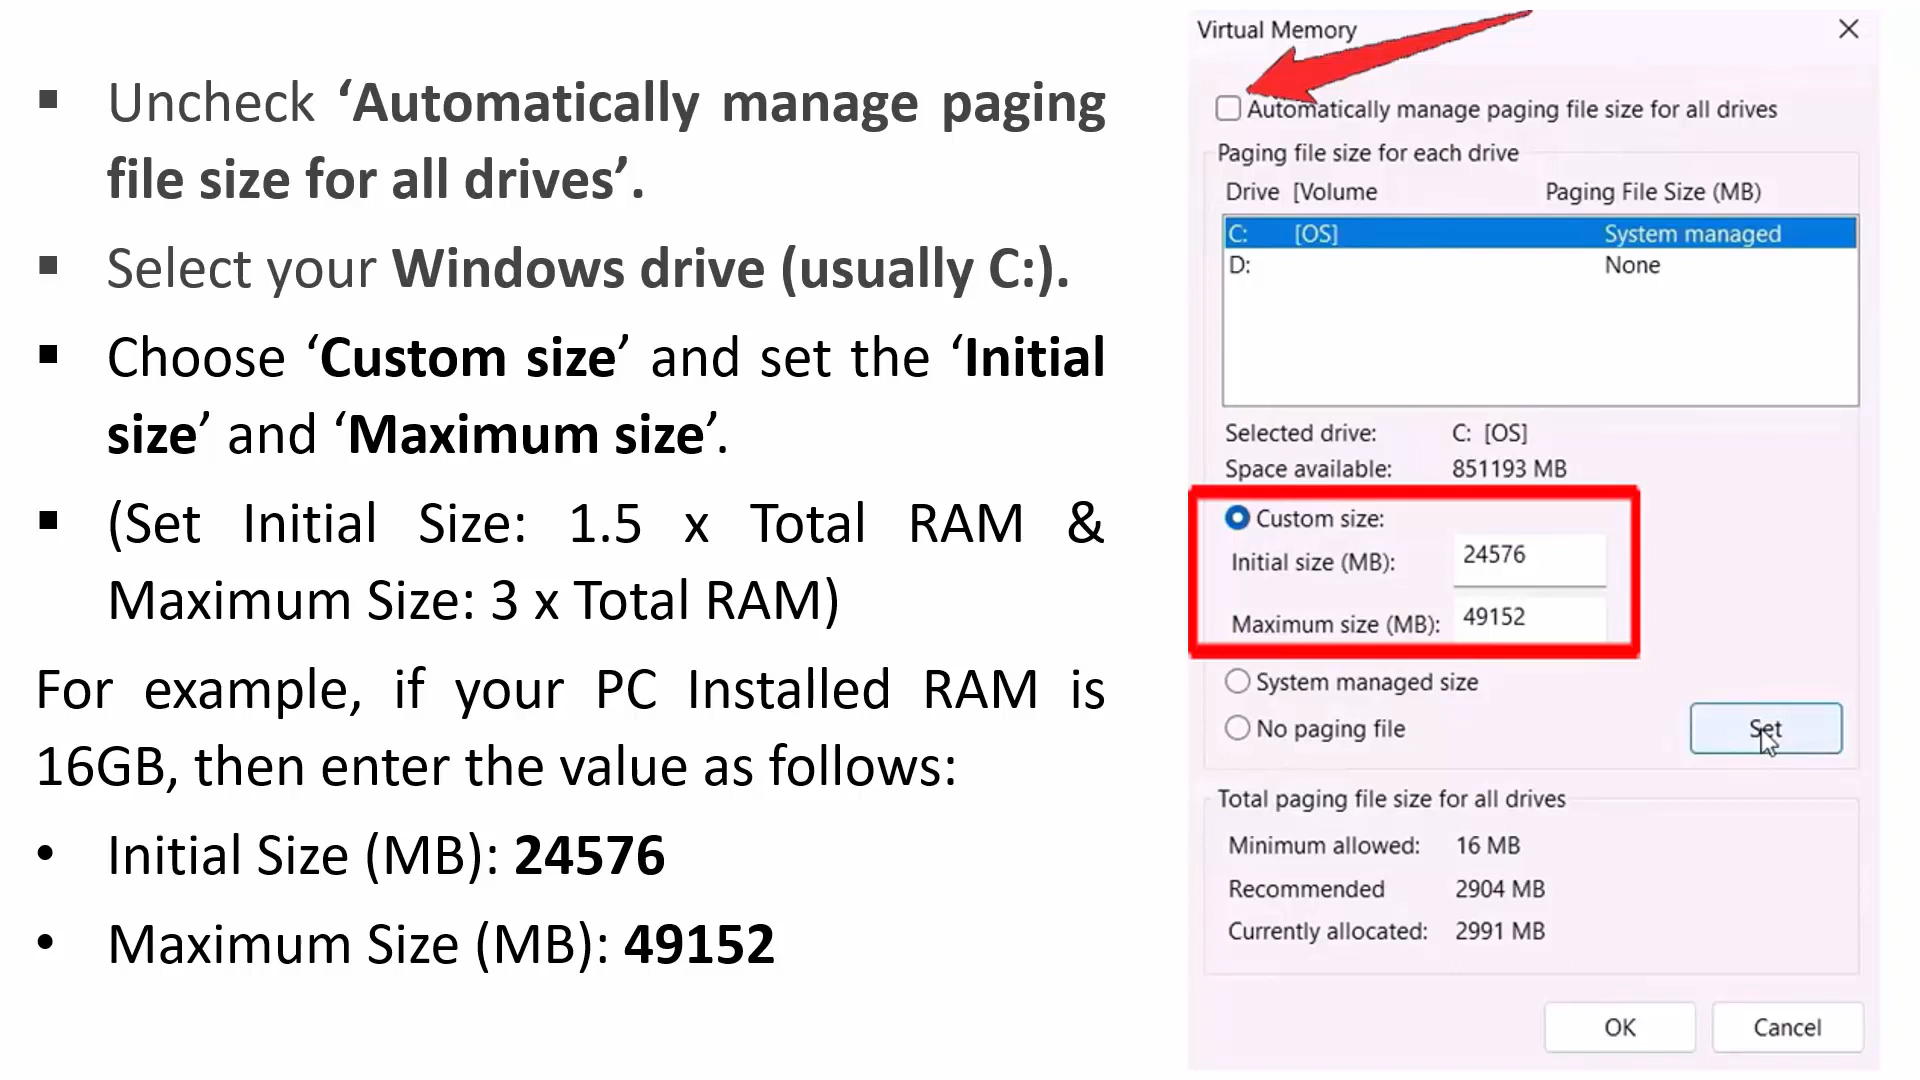 ▪ Uncheck ‘Automatically manage paging
file size for all drives’.
▪ Select your Windows drive (usually C:).
▪ Choose ‘Custom size’ and set the ‘Initial
size’ and ‘Maximum size’.
▪ (Set Initial Size: 1.5 x Total RAM &
Maximum Size: 3 x Total RAM)
For example, if your PC Installed RAM is
16GB, then enter the value as follows:
• Initial Size (MB): 24576
• Maximum Size (MB): 49152
Virtual Memory
Automatically manage paging file size for all drives
Paging file size for each drive
Drive [Volume Paging File Size (MB)
C: [OS] System managed
D: None
Selected drive: C: [OS]
Space available: 851193 MB
Custom size:
Initial size (MB): 24576
Maximum size (MB): 49152
System managed size
No paging file
Set
Total paging file size for all drives
Minimum allowed: 16 MB
Recommended 2904 MB
Currently allocated: 2991 MB
OK Cancel